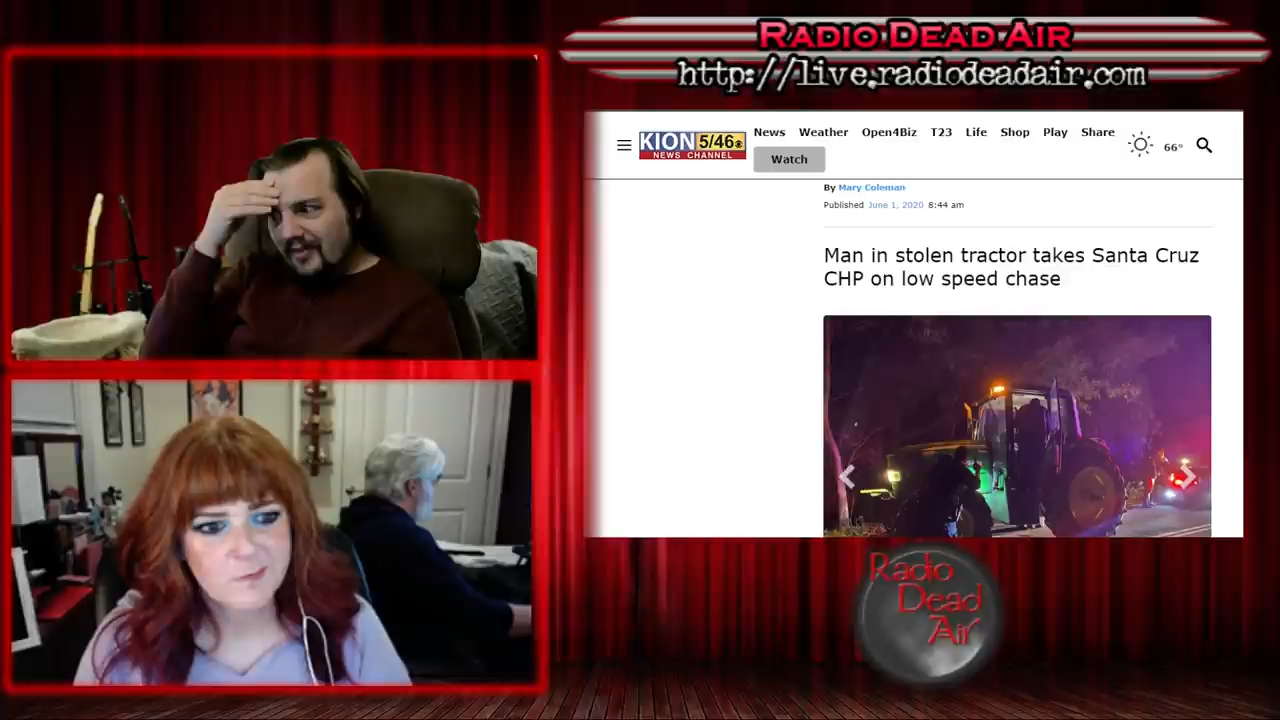 RADIO DEAD AIR
http://live.radiodeadair.com
KION 5/46
NEWS CHANNEL
News Weather Open4Biz T23 Life Shop Play Share
Watch
66°
By Mary Coleman
Published June 1, 2020 8:44 am
Man in stolen tractor takes Santa Cruz
CHP on low speed chase
Radio
Dead
Air